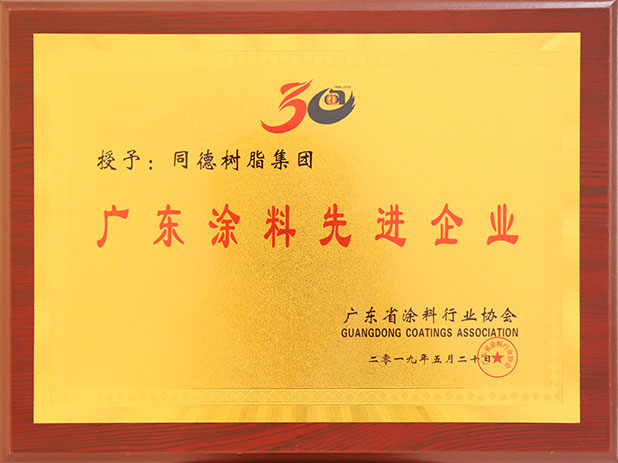 30
授予：同德树脂集团
广东涂料先进企业
广东省涂料行业协会
GUANGDONG COATINGS ASSOCIATION
二零一九年五月二十日